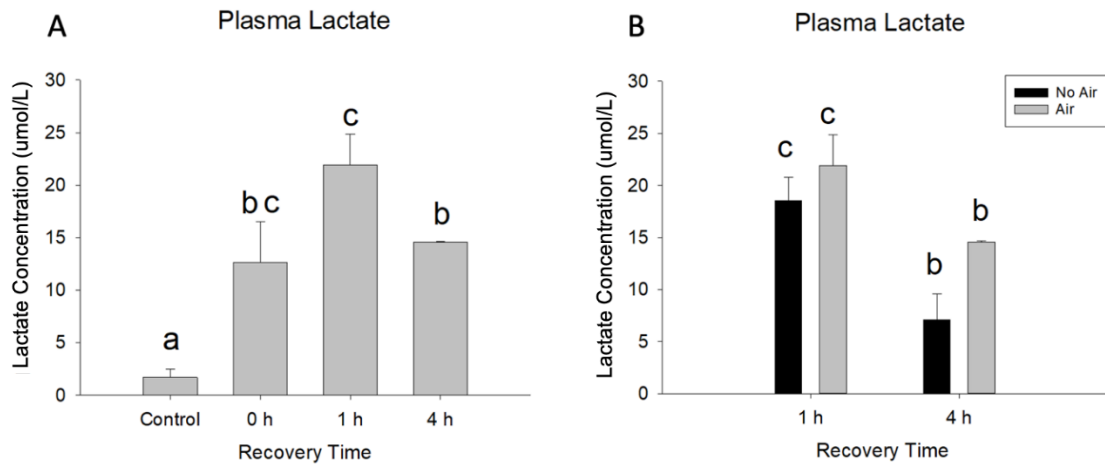 A
Plasma Lactate
Lactate Concentration (umol/L)
30
25
20
15
10
5
0
a
b c
c
b
Control 0 h 1 h 4 h
Recovery Time
B
Plasma Lactate
Lactate Concentration (umol/L)
30
25
20
15
10
5
0
No Air
Air
c
c
b
b
1 h 4 h
Recovery Time